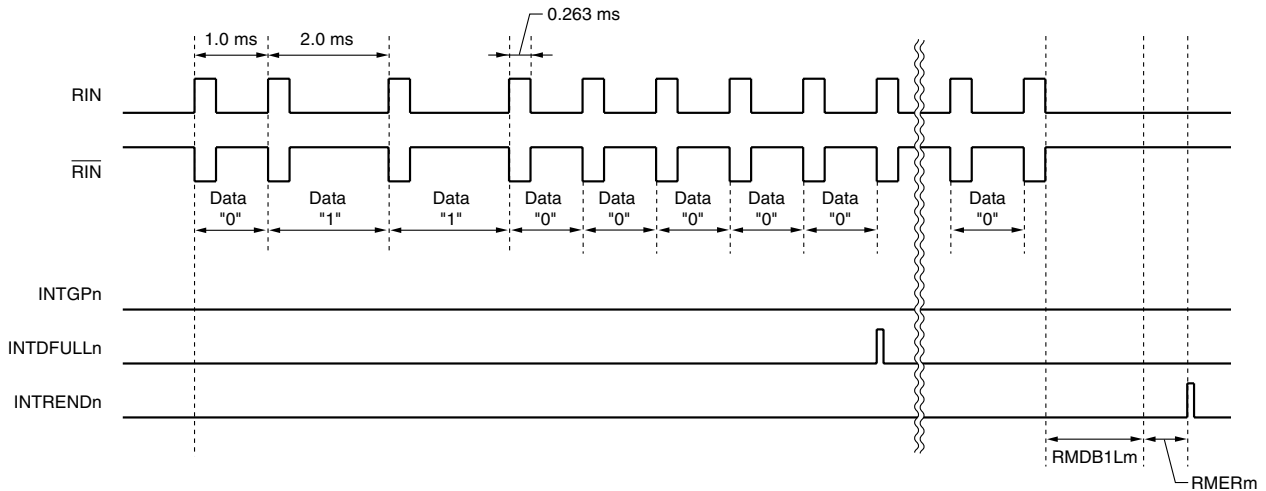 0.263 ms
1.0 ms
2.0 ms
RIN
RIN
Data
"0"
Data
"1"
Data
"1"
Data
"0"
Data
"0"
Data
"0"
Data
"0"
Data
"0"
Data
"0"
INTGPn
INTDFULLn
INTRENDn
RMDB1Lm
RMERm